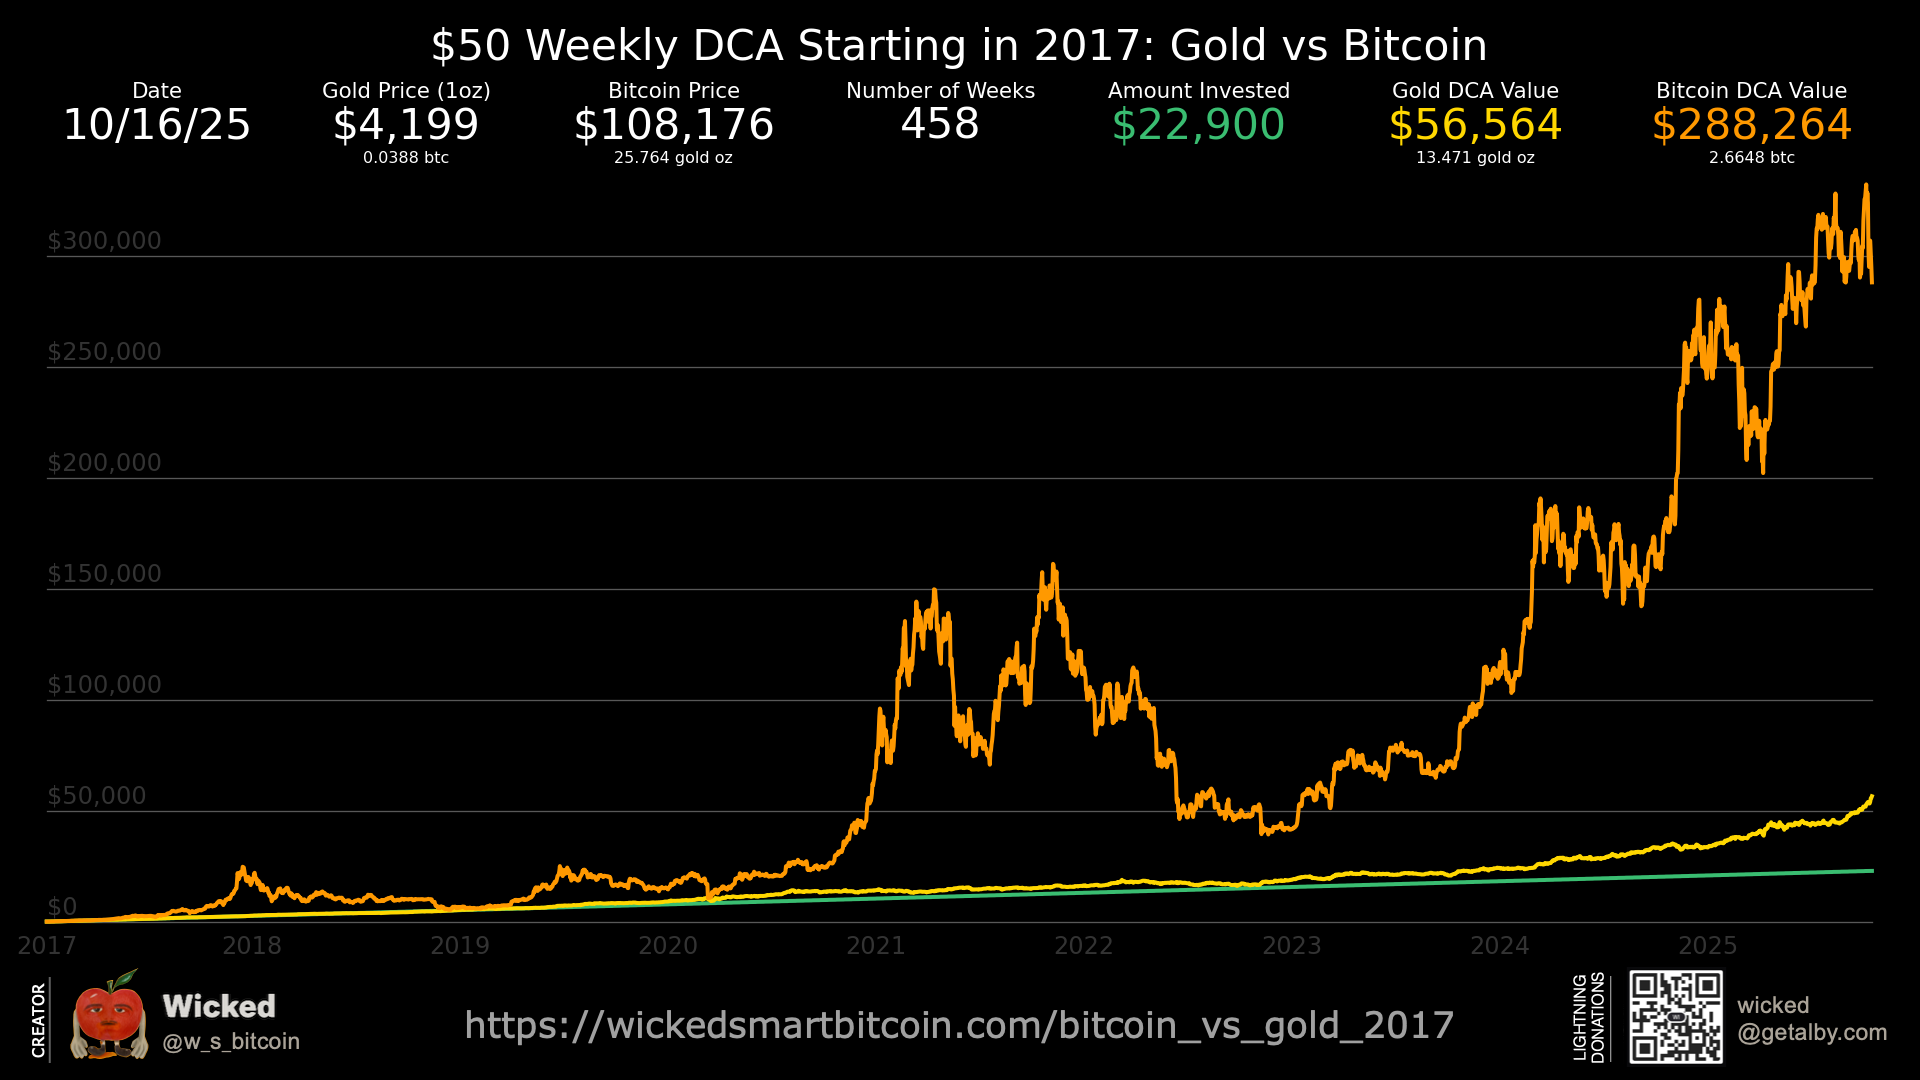 $50 Weekly DCA Starting in 2017: Gold vs Bitcoin
Date
10/16/25
Gold Price (1oz)
$4,199
0.0388 btc
Bitcoin Price
$108,176
25.764 gold oz
Number of Weeks
458
Amount Invested
$22,900
Gold DCA Value
$56,564
13.471 gold oz
Bitcoin DCA Value
$288,264
2.6648 btc
$300,000
$250,000
$200,000
$150,000
$100,000
$50,000
$0
2017 2018 2019 2020 2021 2022 2023 2024 2025
CREATOR
Wicked
@w_s_bitcoin
https://wickedsmartbitcoin.com/bitcoin_vs_gold_2017
LIGHTNING
DONATIONS
wicked
@getalby.com